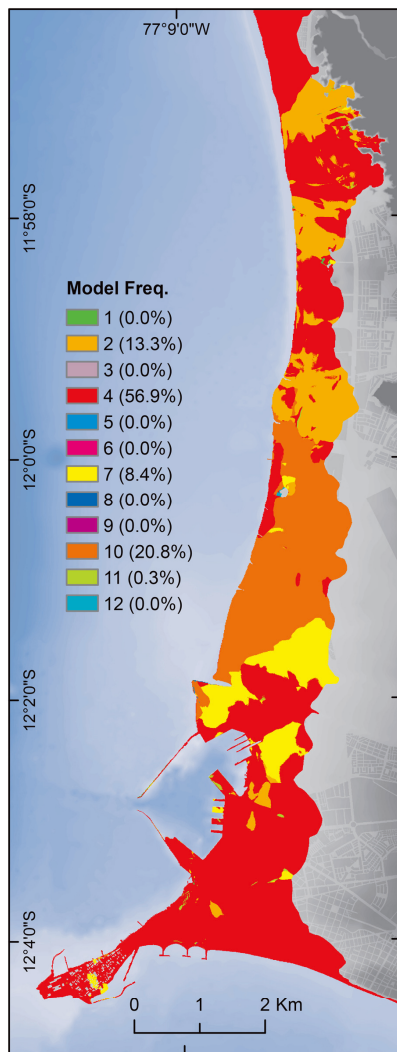 77°9'0"W
11°58'0"S
Model Freq.
1 (0.0%)
2 (13.3%)
3 (0.0%)
4 (56.9%)
5 (0.0%)
6 (0.0%)
7 (8.4%)
8 (0.0%)
9 (0.0%)
10 (20.8%)
11 (0.3%)
12 (0.0%)
12°0'0"S
12°2'0"S
12°4'0"S
0 1 2 Km